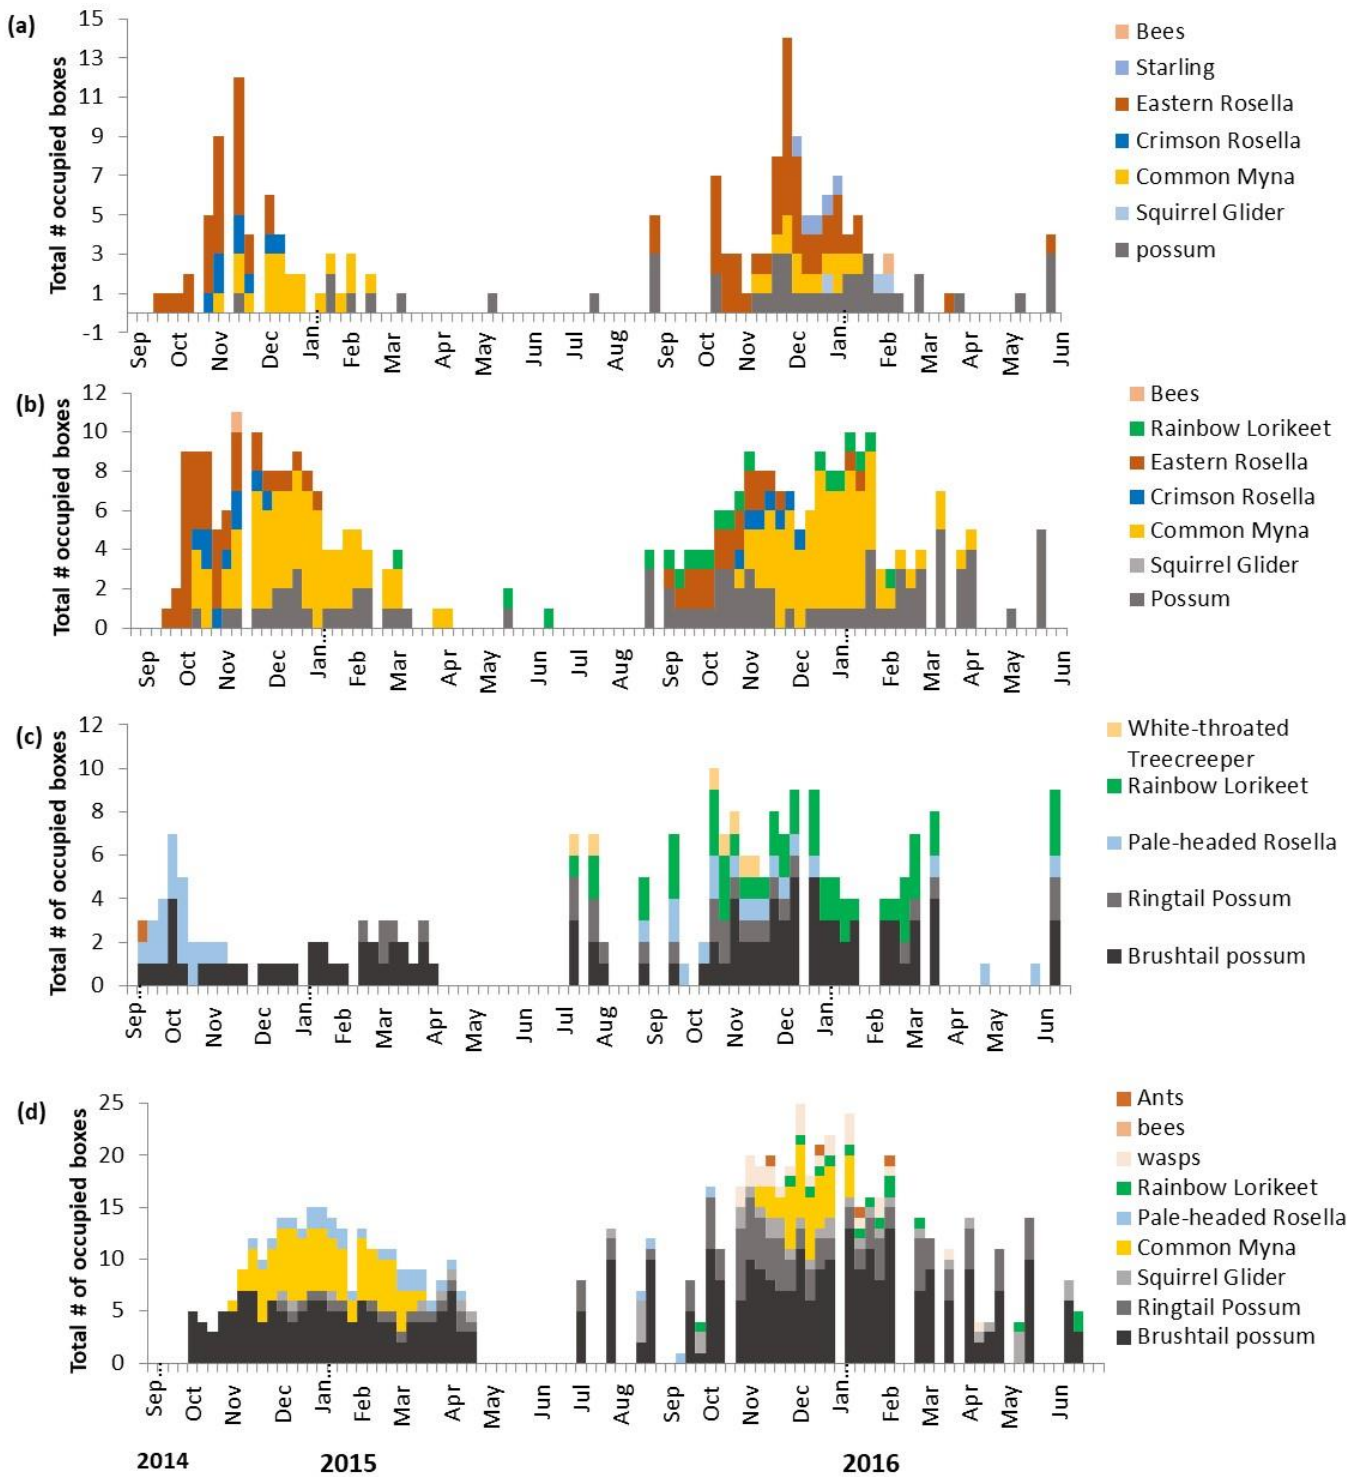 (a)
Total # occupied boxes
15
13
11
9
7
5
3
1
-1
Sep Oct Nov Dec Jan... Feb Mar Apr May Jun Jul Aug Sep Oct Nov Dec Jan... Feb Mar Apr May Jun
Bees
Starling
Eastern Rosella
Crimson Rosella
Common Myna
Squirrel Glider
possum
(b)
Total # occupied boxes
12
10
8
6
4
2
0
Sep Oct Nov Dec Jan... Feb Mar Apr May Jun Jul Aug Sep Oct Nov Dec Jan... Feb Mar Apr May Jun
Bees
Rainbow Lorikeet
Eastern Rosella
Crimson Rosella
Common Myna
Squirrel Glider
Possum
(c)
Total # of occupied boxes
12
10
8
6
4
2
0
Sep... Oct Nov Dec Jan... Feb Mar Apr May Jun Jul Aug Sep Oct Nov Dec Jan... Feb Mar Apr May Jun
White-throated
Treecreeper
Rainbow Lorikeet
Pale-headed Rosella
Ringtail Possum
Brushtail possum
(d)
Total # of occupied boxes
25
20
15
10
5
0
Sep... Oct Nov Dec Jan... Feb Mar Apr May Jun Jul Aug Sep Oct Nov Dec Jan... Feb Mar Apr May Jun
Ants
bees
wasps
Rainbow Lorikeet
Pale-headed Rosella
Common Myna
Squirrel Glider
Ringtail Possum
Brushtail possum
2014 2015 2016